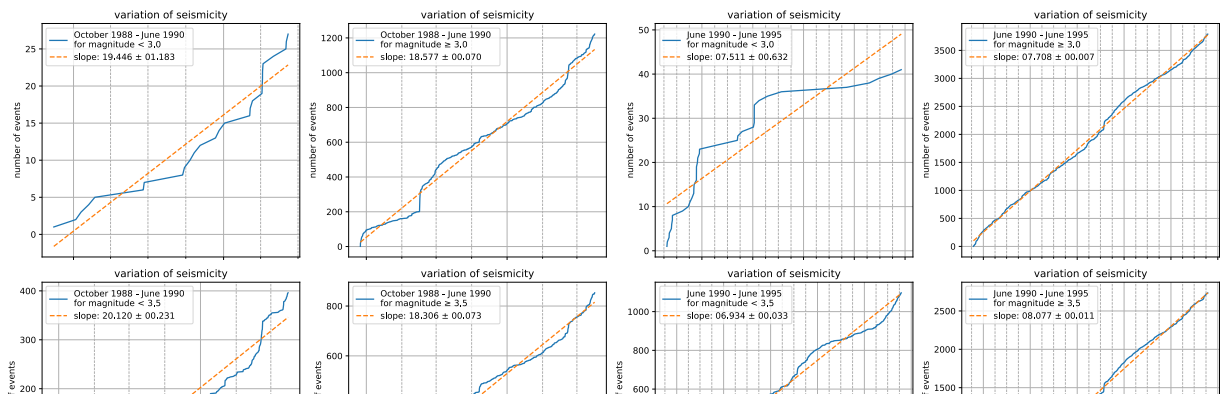 variation of seismicity
October 1988 - June 1990
for magnitude < 3,0
slope: 19.446 ± 01.183
number of events
25
20
15
10
5
0
variation of seismicity
October 1988 - June 1990
for magnitude ≥ 3,0
slope: 18.577 ± 00.070
number of events
1200
1000
800
600
400
200
0
variation of seismicity
June 1990 - June 1995
for magnitude < 3,0
slope: 07.511 ± 00.632
number of events
50
40
30
20
10
0
variation of seismicity
June 1990 - June 1995
for magnitude ≥ 3,0
slope: 07.708 ± 00.007
number of events
3500
3000
2500
2000
1500
1000
500
0
variation of seismicity
October 1988 - June 1990
for magnitude < 3,5
slope: 20.120 ± 00.231
events
400
300
200
variation of seismicity
October 1988 - June 1990
for magnitude ≥ 3,5
slope: 18.306 ± 00.073
events
800
600
variation of seismicity
June 1990 - June 1995
for magnitude < 3,5
slope: 06.934 ± 00.033
events
1000
800
600
variation of seismicity
June 1990 - June 1995
for magnitude ≥ 3,5
slope: 08.077 ± 00.011
events
2500
2000
1500